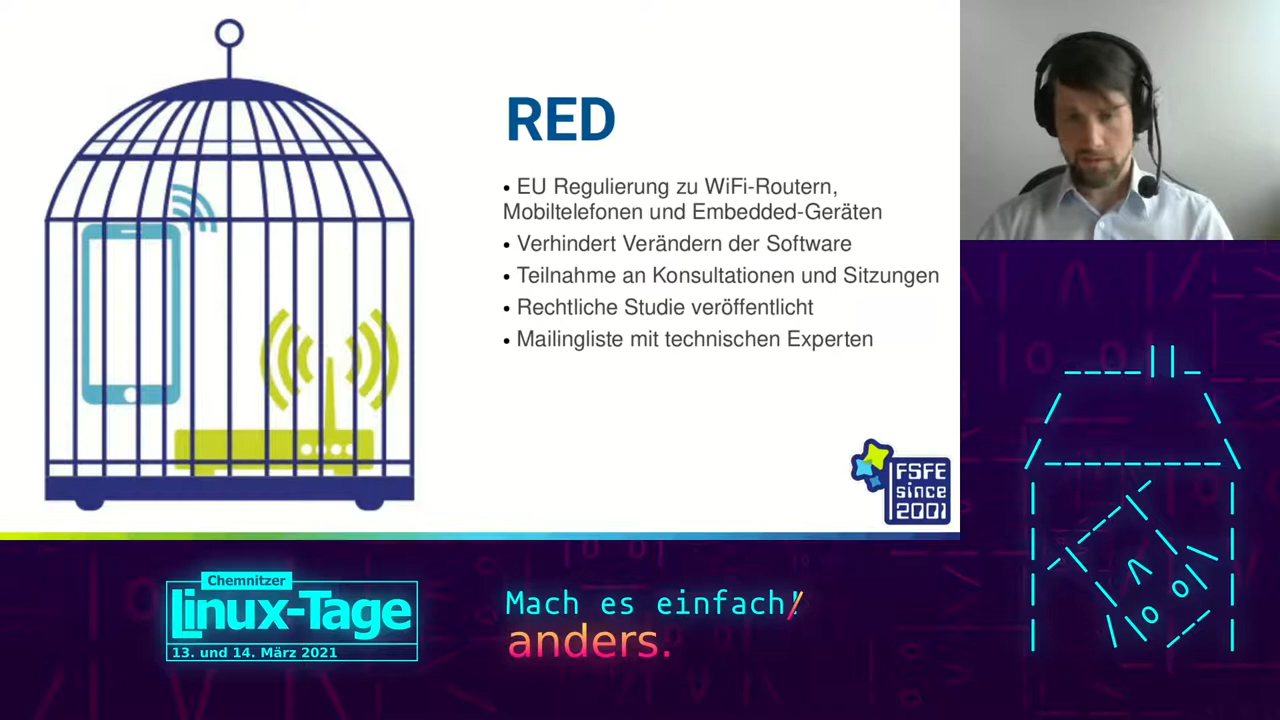 RED
• EU Regulierung zu WiFi-Routern,
Mobiltelefonen und Embedded-Geräten
• Verhindert Verändern der Software
• Teilnahme an Konsultationen und Sitzungen
• Rechtliche Studie veröffentlicht
• Mailingliste mit technischen Experten
FSFE
since
2001
Chemnitzer
Linux-Tage
13. und 14. März 2021
Mach es einfach!
anders.